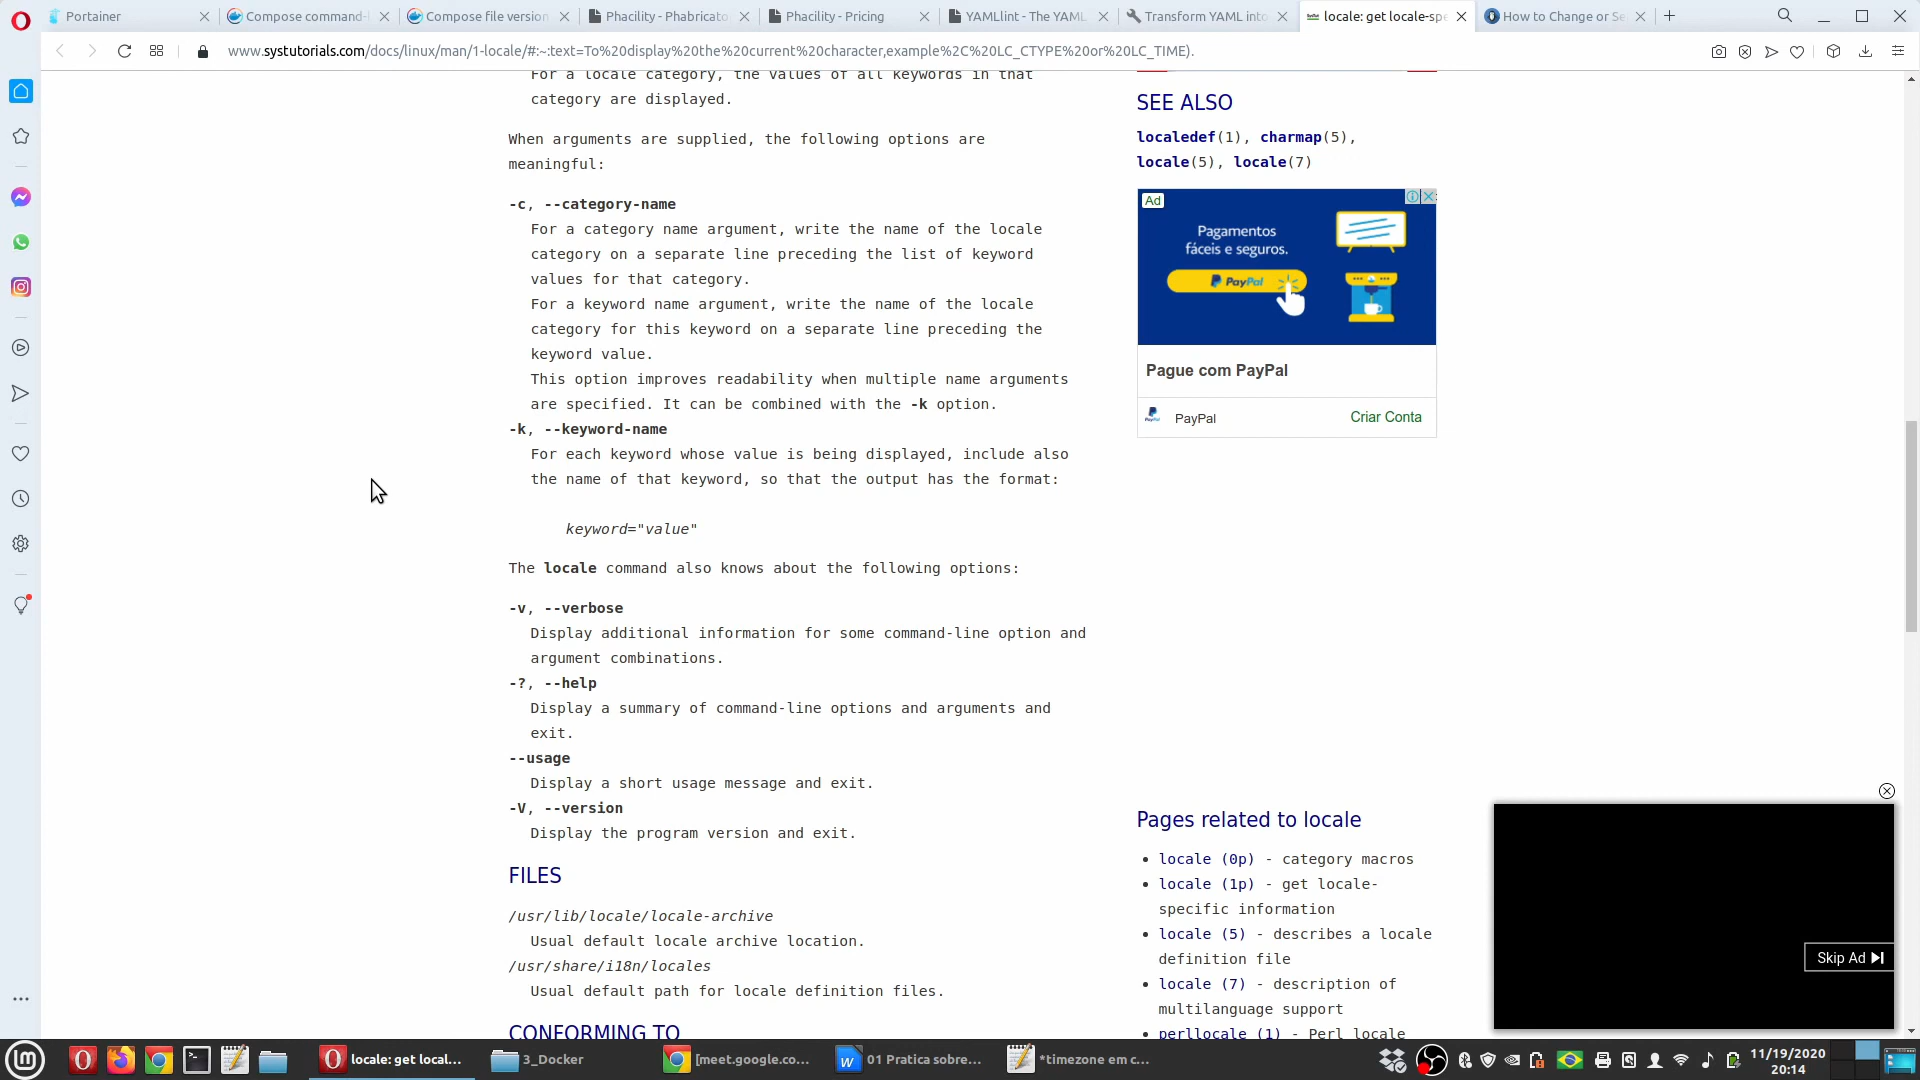 Portainer
Compose command-l
Compose file version
Phacility - Phabricato
Phacility - Pricing
YAMLlint - The YAML
Transform YAML into
locale: get locale-spe
How to Change or Se
www.systutorials.com/docs/linux/man/1-locale/#:~:text=To%20display%20the%20current%20character,example%2C%20LC_CTYPE%20or%20LC_TIME).
For a locale category, the values of all keywords in that
category are displayed.
When arguments are supplied, the following options are
meaningful:
-c, --category-name
For a category name argument, write the name of the locale
category on a separate line preceding the list of keyword
values for that category.
For a keyword name argument, write the name of the locale
category for this keyword on a separate line preceding the
keyword value.
This option improves readability when multiple name arguments
are specified. It can be combined with the -k option.
-k, --keyword-name
For each keyword whose value is being displayed, include also
the name of that keyword, so that the output has the format:
keyword="value"
The locale command also knows about the following options:
-v, --verbose
Display additional information for some command-line option and
argument combinations.
-?, --help
Display a summary of command-line options and arguments and
exit.
--usage
Display a short usage message and exit.
-V, --version
Display the program version and exit.
FILES
/usr/lib/locale/locale-archive
Usual default locale archive location.
/usr/share/i18n/locales
Usual default path for locale definition files.
CONFORMING TO
SEE ALSO
localedef(1), charmap(5),
locale(5), locale(7)
Ad
Pagamentos
fáceis e seguros.
PayPal
Pague com PayPal
PayPal
PayPal
Criar Conta
Pages related to locale
locale (0p) - category macros
locale (1p) - get locale-
specific information
locale (5) - describes a locale
definition file
locale (7) - description of
multilanguage support
perllocale (1) - Perl locale
Skip Ad
lm
locale: get local...
3_Docker
[meet.google.co...
01 Pratica sobre...
*timezone em c...
11/19/2020
20:14